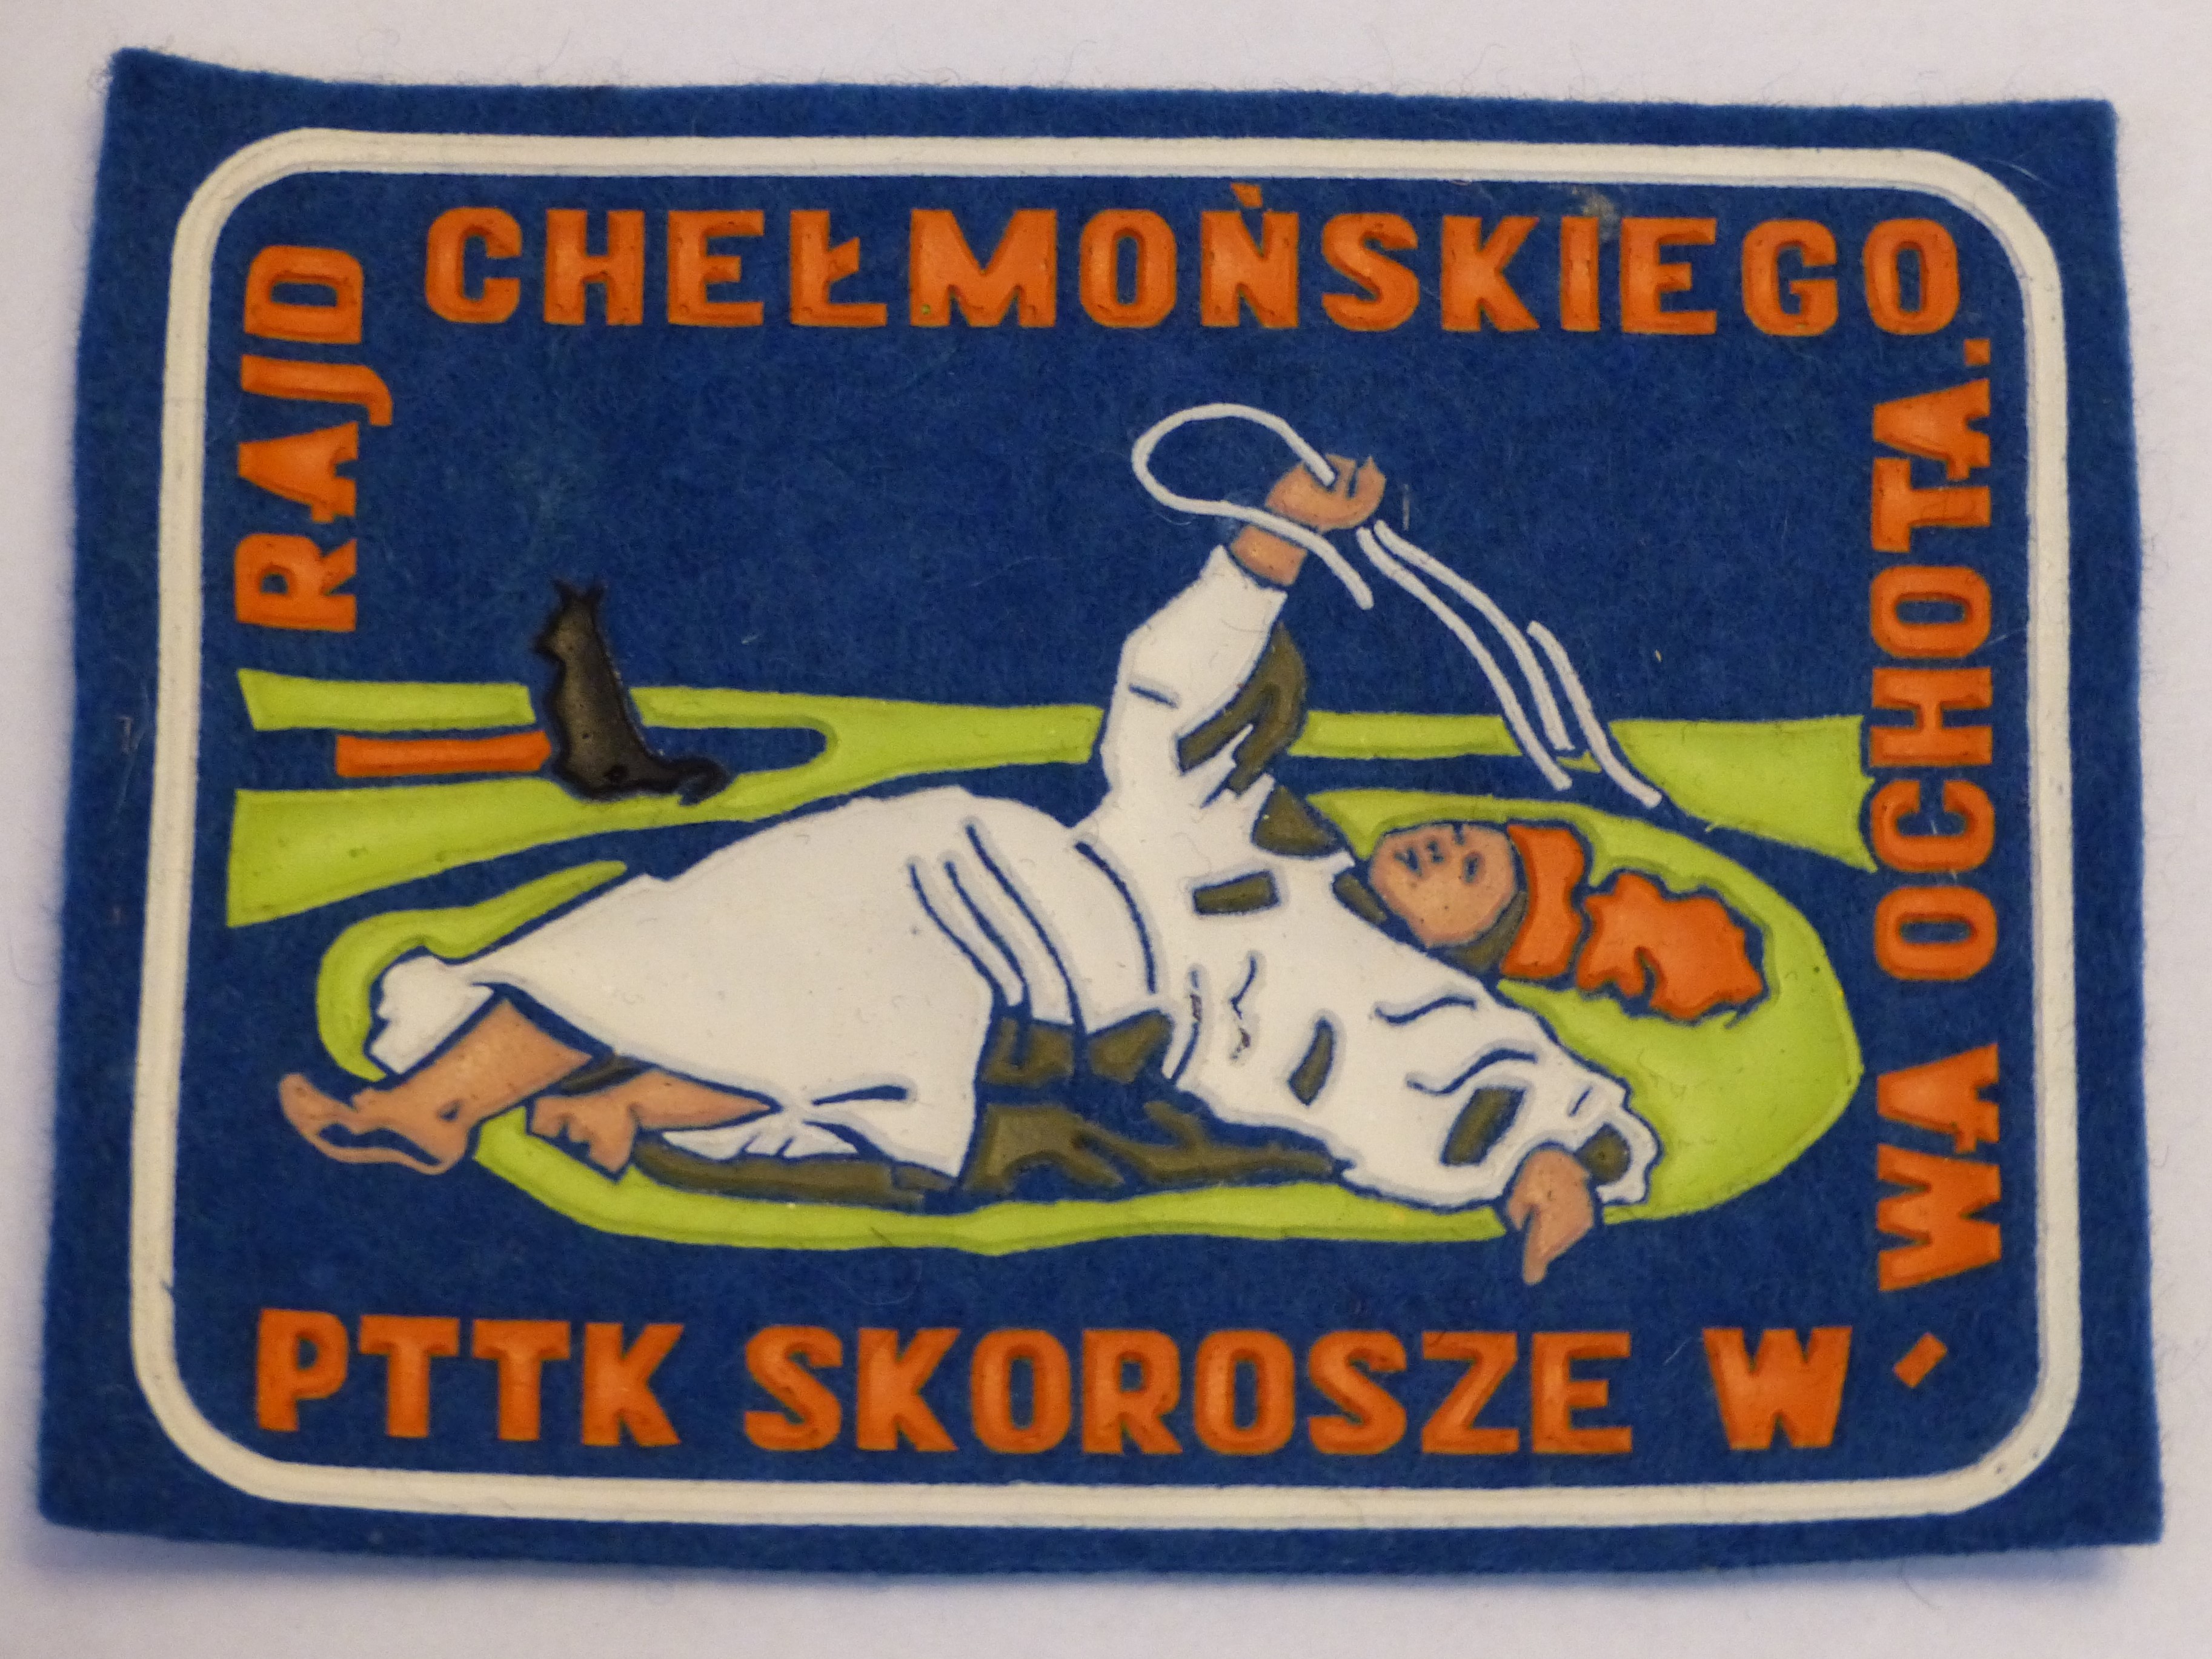 RAJD
CHEŁMOŃSKIEGO.
PTTK SKOROSZE W-
WA OCHOTA.